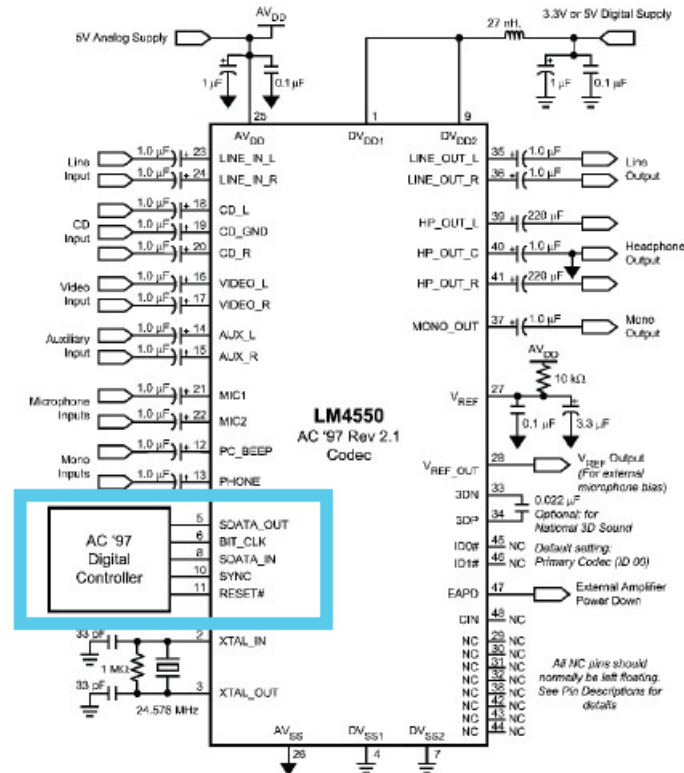 AVDD
5V Analog Supply
1 µF
0.1 µF
27 nH.
3.3V or 5V Digital Supply
1 µF
0.1 µF
25
1
9
AVDD
DVDD1
DVDD2
Line Input
1.0 µF
23
LINE_IN_L
1.0 µF
24
LINE_IN_R
CD Input
1.0 µF
18
CD_L
1.0 µF
19
CD_GND
1.0 µF
20
CD_R
Video Input
1.0 µF
16
VIDEO_L
1.0 µF
17
VIDEO_R
Auxiliary Input
1.0 µF
14
AUX_L
1.0 µF
15
AUX_R
Microphone Inputs
1.0 µF
21
MIC1
1.0 µF
22
MIC2
Mono Inputs
1.0 µF
12
PC_BEEP
1.0 µF
13
PHONE
AC '97
Digital
Controller
5
SDATA_OUT
6
BIT_CLK
8
SDATA_IN
10
SYNC
11
RESET#
33 pF
2
XTAL_IN
1 MΩ
33 pF
3
XTAL_OUT
24.576 MHz
LM4550
AC '97 Rev 2.1
Codec
LINE_OUT_L
35
1.0 µF
LINE_OUT_R
36
1.0 µF
Line
Output
HP_OUT_L
39
220 µF
HP_OUT_C
40
1.0 µF
HP_OUT_R
41
220 µF
Headphone
Output
MONO_OUT
37
1.0 µF
Mono
Output
AVDD
10 kΩ
VREF
27
0.1 µF
3.3 µF
VREF_OUT
28
VREF Output
(For external
microphone bias)
3DN
33
3DP
34
0.022 µF
Optional: for
National 3D Sound
ID0#
45
NC
ID1#
46
NC
Default setting:
Primary Codec (ID 00)
EAPD
47
External Amplifier
Power Down
CIN
48
NC
NC
29
NC
NC
30
NC
NC
31
NC
NC
32
NC
NC
38
NC
NC
42
NC
NC
43
NC
NC
44
NC
All NC pins should
normally be left floating.
See Pin Descriptions for
details
AVSS
DVSS1
DVSS2
26
4
7